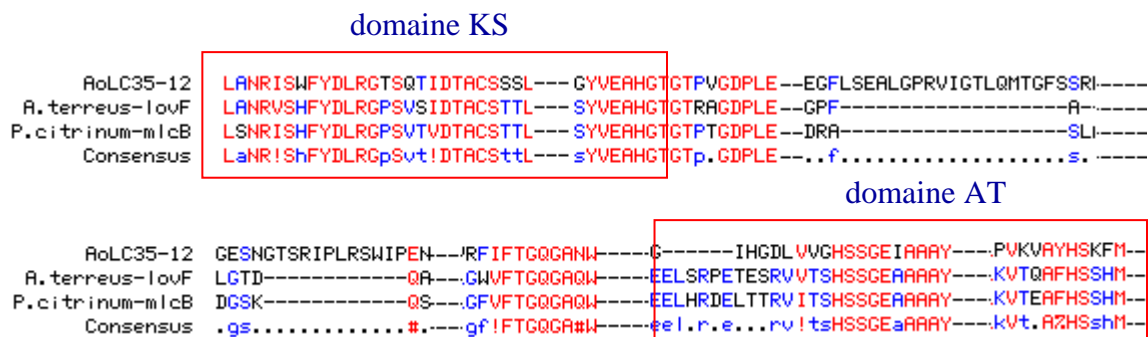 domaine KS
AoLC35-12 LANRISWFYDLRGTSQTIDTACSSSL---GYVEAHGTGTPVGDPLE--EGFLSEALGPRVIGTLQMTGFSSRI-----
A.terreus-lovF LANRVSHFYDLRGPSVSIDTACSTTL---SYVEAHGTGTRAGDPLE--GPF-------------------A------
P.citrinum-mlcB LSNRISHFYDLRGPSVTVDTACSTTL---SYVEAHGTGTPTGDPLE--DRA-------------------SLI----
Consensus LaNR!ShFYDLRGpSvt!DTACSttL---sYVEAHGTGTp.GDPLE--..f...................s. -----
domaine AT
AoLC35-12 GESNGTSRIPLRSWIPEN--RFIFTGQGANW-----G------IHGDLVVGHSSGEIAAAY----PVKVAYHSKFM--
A.terreus-lovF LGTD------------QA--.GWVFTGQGAQW-----EELSRPETESRVVTSHSSGEAAAAY----KVTQAFHSSHM--
P.citrinum-mlcB DGSK------------QS--.GFVFTGQGAQW-----EELHRDELTTRVITSHSSGEIAAAY----KVTEAFHSSHM--
Consensus .gs.............#.---gf!FTGQGA#W-----eel.r.e...rv!tsHSSGEaAAAY----.kVt.A%HSshM--